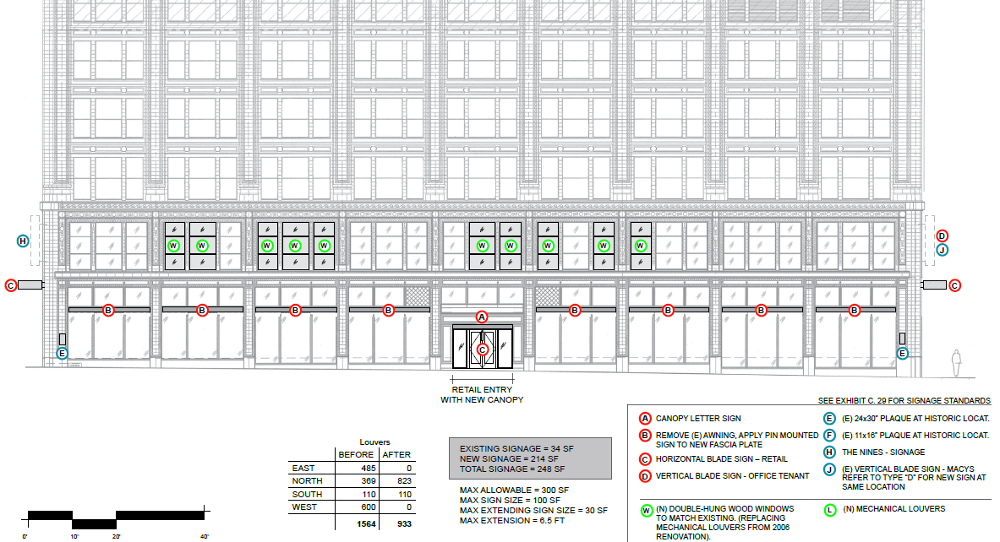 W W W W W W W W W W
H
D
J
C
C
B B B B B B B B
A
C
E
E
RETAIL ENTRY
WITH NEW CANOPY
SEE EXHIBIT C. 29 FOR SIGNAGE STANDARDS
A CANOPY LETTER SIGN
B REMOVE (E) AWNING, APPLY PIN MOUNTED
SIGN TO NEW FASCIA PLATE
C HORIZONTAL BLADE SIGN – RETAIL
D VERTICAL BLADE SIGN - OFFICE TENANT
E (E) 24x30" PLAQUE AT HISTORIC LOCAT.
F (E) 11x16" PLAQUE AT HISTORIC LOCAT.
H THE NINES - SIGNAGE
J (E) VERTICAL BLADE SIGN - MACYS
REFER TO TYPE "D" FOR NEW SIGN AT
SAME LOCATION
W (N) DOUBLE-HUNG WOOD WINDOWS
TO MATCH EXISTING. (REPLACING
MECHANICAL LOUVERS FROM 2006
RENOVATION).
L (N) MECHANICAL LOUVERS
Louvers
BEFORE AFTER
EAST 485 0
NORTH 369 823
SOUTH 110 110
WEST 600 0
1564 933
EXISTING SIGNAGE = 34 SF
NEW SIGNAGE = 214 SF
TOTAL SIGNAGE = 248 SF
MAX ALLOWABLE = 300 SF
MAX SIGN SIZE = 100 SF
MAX EXTENDING SIGN SIZE = 30 SF
MAX EXTENSION = 6.5 FT
0' 10' 20' 40'